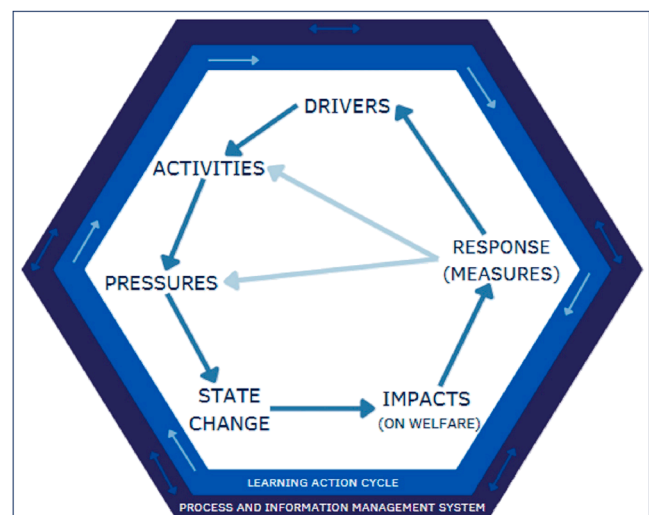 DRIVERS
ACTIVITIES
RESPONSE
(MEASURES)
PRESSURES
STATE
CHANGE
IMPACTS
(ON WELFARE)
LEARNING ACTION CYCLE
PROCESS AND INFORMATION MANAGEMENT SYSTEM